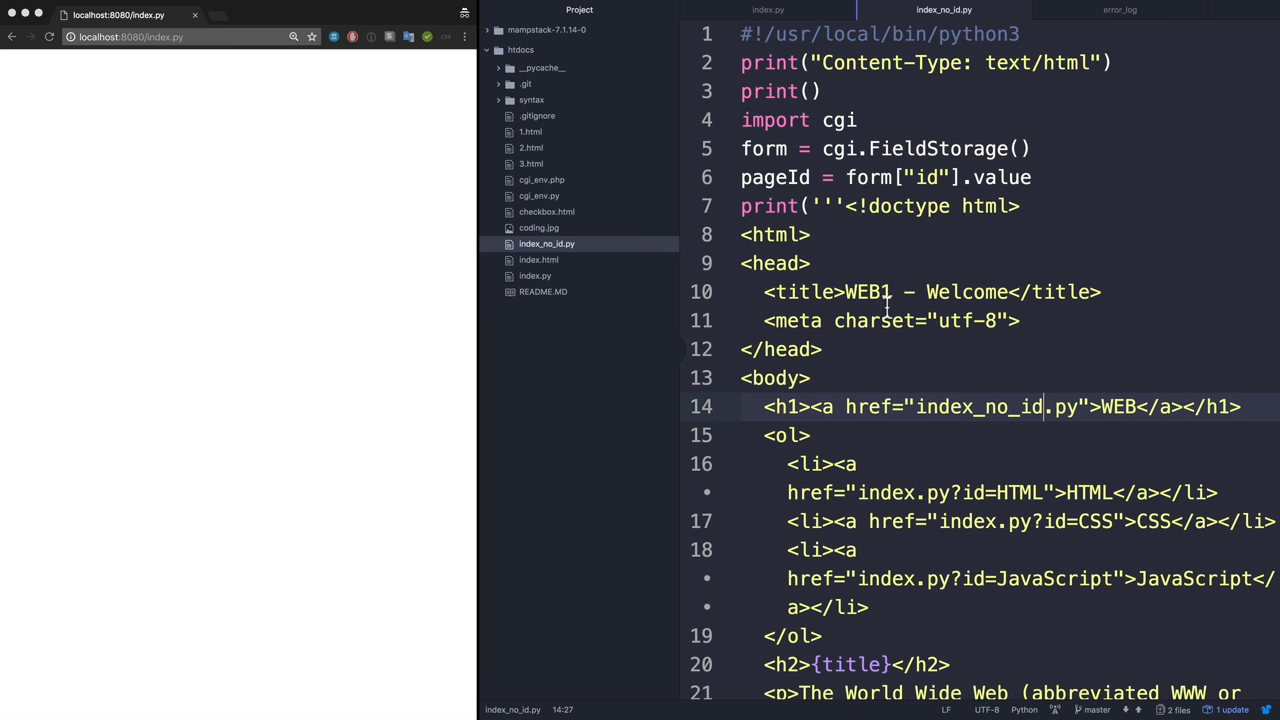 localhost:8080/index.py
localhost:8080/index.py
Project
mampstack-7.1.14-0
htdocs
__pycache__
.git
syntax
.gitignore
1.html
2.html
3.html
cgi_env.php
cgi_env.py
checkbox.html
coding.jpg
index_no_id.py
index.html
index.py
README.MD
index.py
index_no_id.py
error_log
1 #!/usr/local/bin/python3
2 print("Content-Type: text/html")
3 print()
4 import cgi
5 form = cgi.FieldStorage()
6 pageId = form["id"].value
7 print('''<!doctype html>
8 <html>
9 <head>
10 <title>WEB1 - Welcome</title>
11 <meta charset="utf-8">
12 </head>
13 <body>
14 <h1><a href="index_no_id.py">WEB</a></h1>
15 <ol>
16 <li><a
• href="index.py?id=HTML">HTML</a></li>
17 <li><a href="index.py?id=CSS">CSS</a></li>
18 <li><a
• href="index.py?id=JavaScript">JavaScript</
• a></li>
19 </ol>
20 <h2>{title}</h2>
21 <p>The World Wide Web (abbreviated WWW or
index_no_id.py 14:27
LF UTF-8 Python master 2 files 1 update